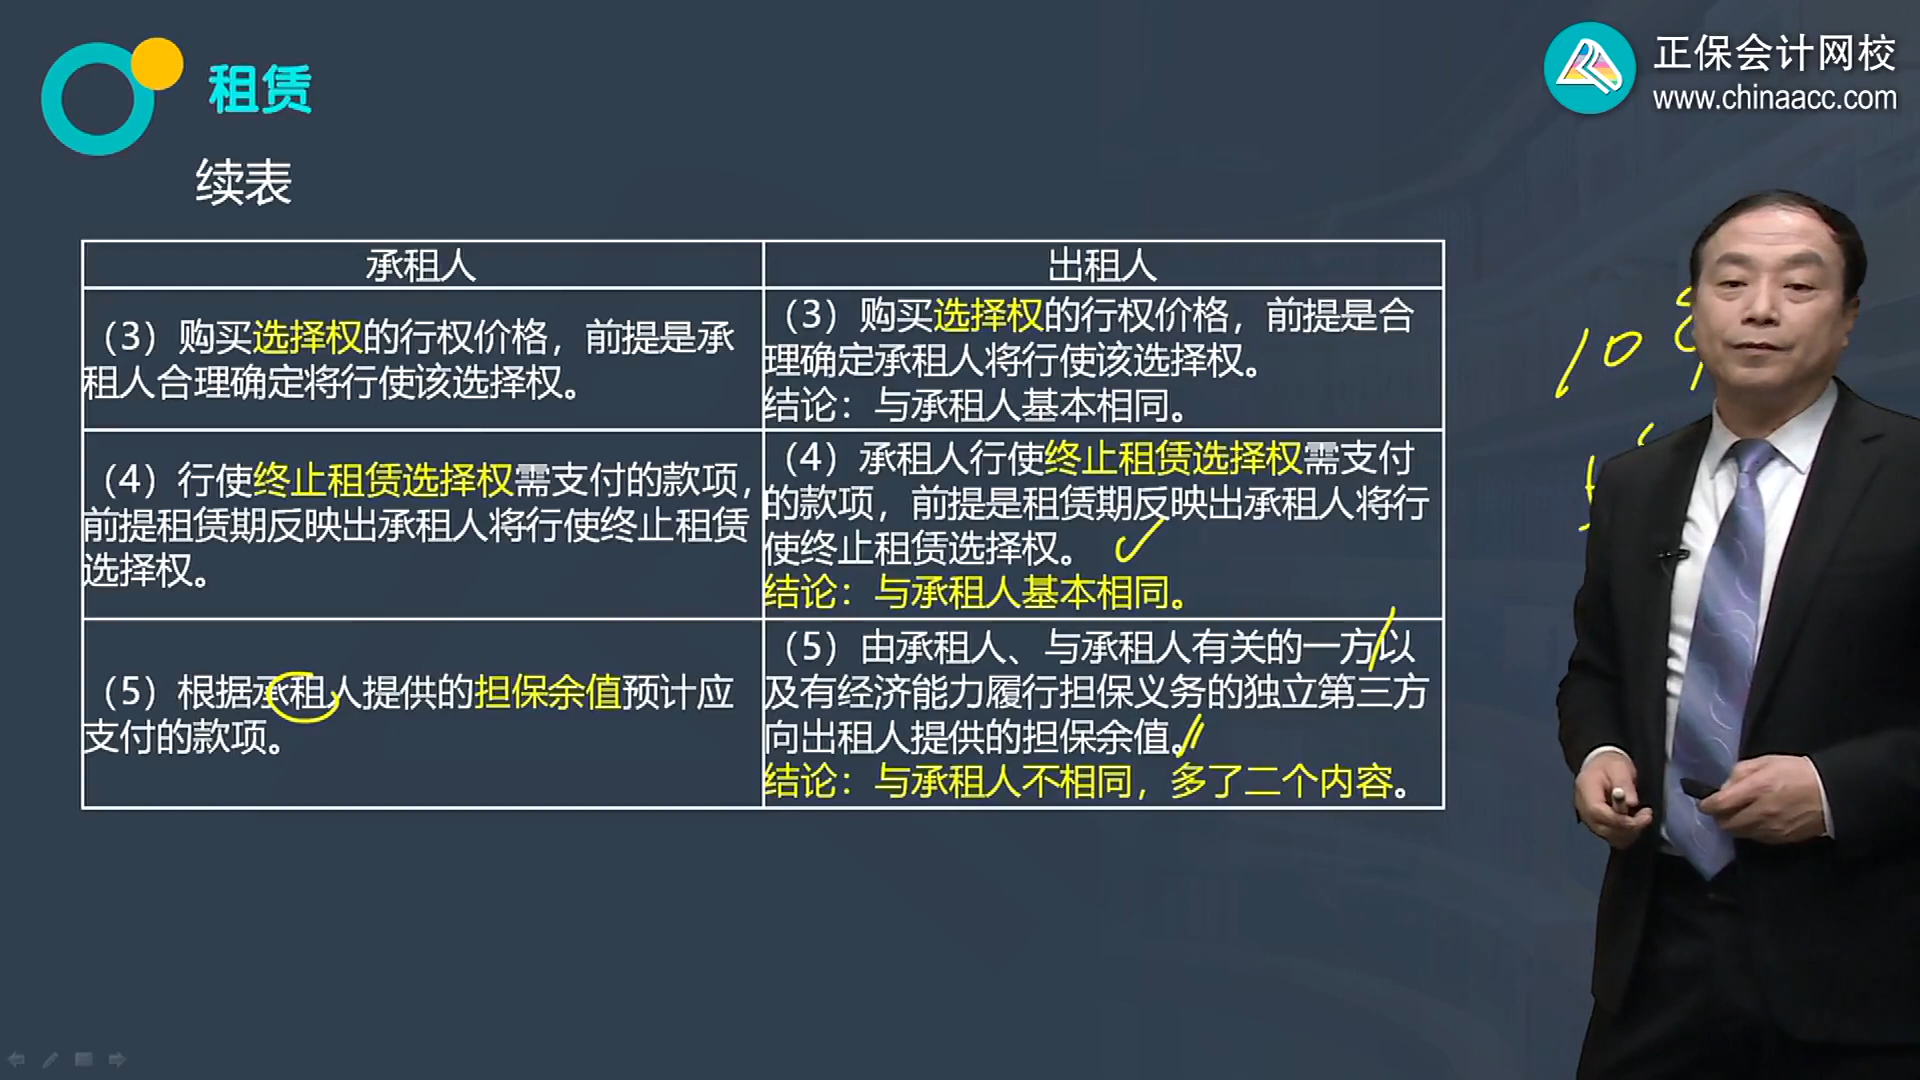 租赁
正保会计网校
www.chinaacc.com
续表
承租人
出租人
（3）购买选择权的行权价格，前提是承
租人合理确定将行使该选择权。
（3）购买选择权的行权价格，前提是合
理确定承租人将行使该选择权。
结论：与承租人基本相同。
（4）行使终止租赁选择权需支付的款项，
前提租赁期反映出承租人将行使终止租赁
选择权。
（4）承租人行使终止租赁选择权需支付
的款项，前提是租赁期反映出承租人将行
使终止租赁选择权。
结论：与承租人基本相同。
（5）根据承租人提供的担保余值预计应
支付的款项。
（5）由承租人、与承租人有关的一方以
及有经济能力履行担保义务的独立第三方
向出租人提供的担保余值。
结论：与承租人不相同，多了二个内容。
10